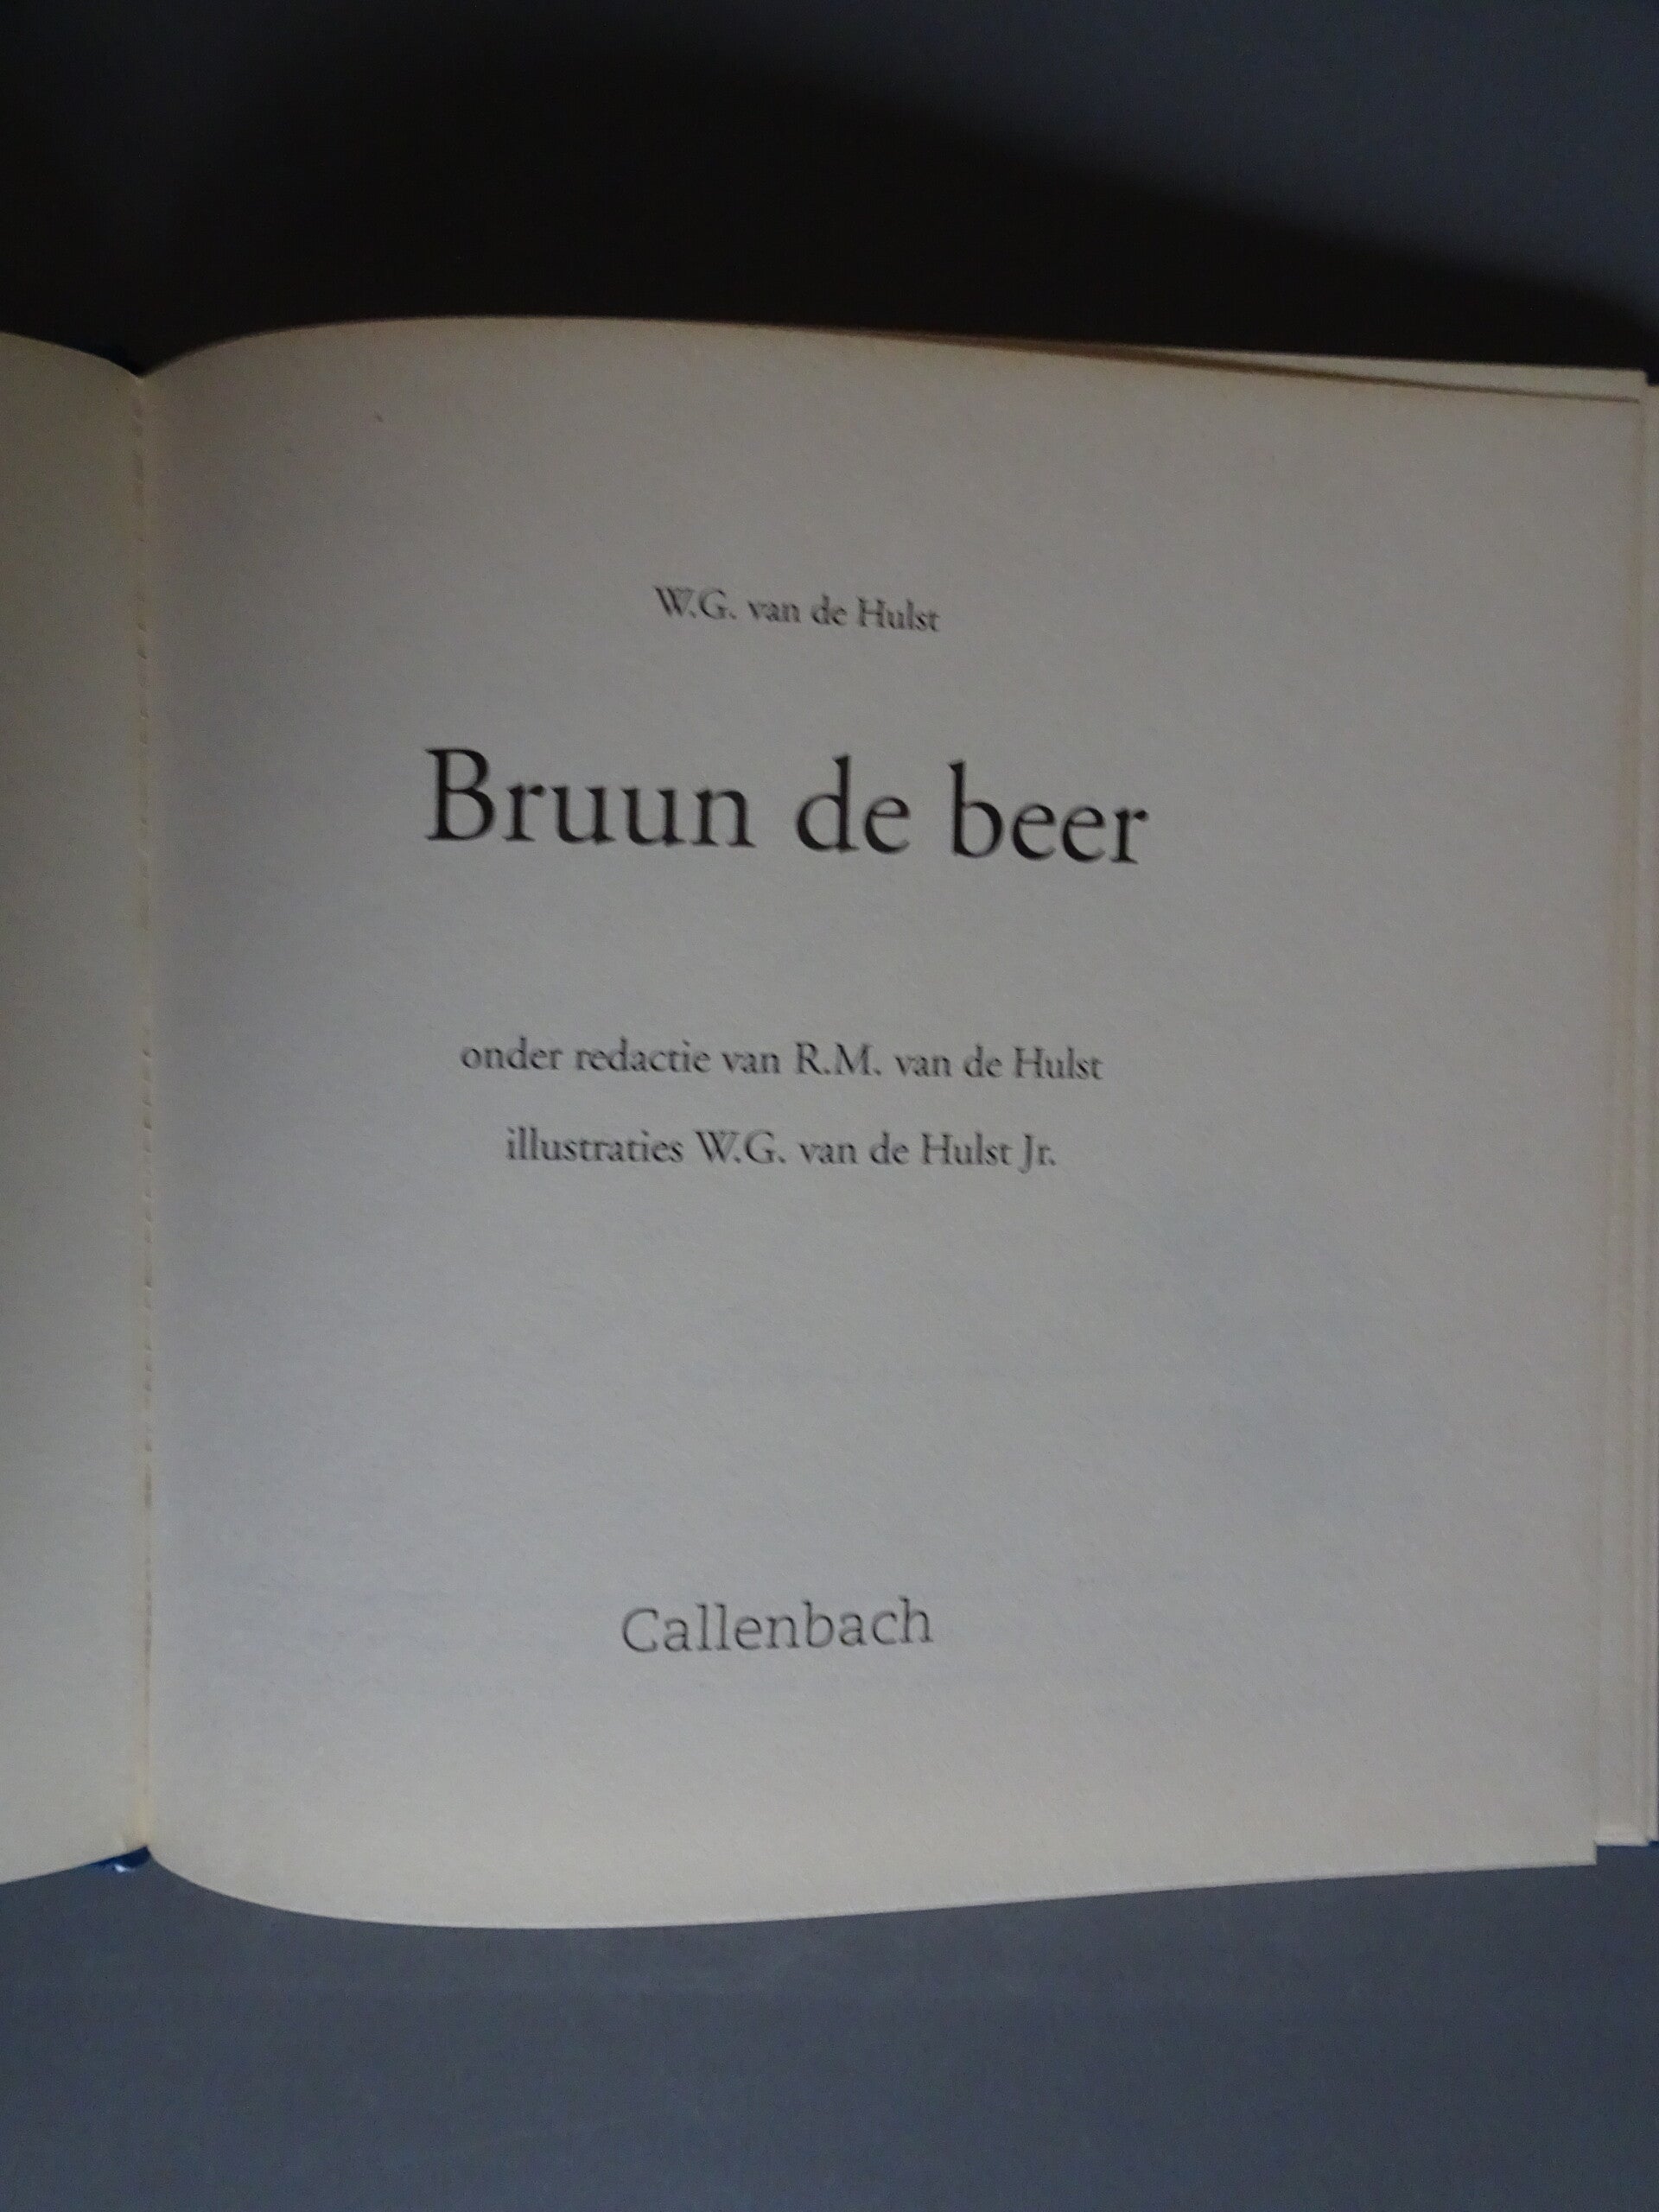 W.G. van de Hulst
Bruun de beer
onder redactie van R.M. van de Hulst
illustraties W.G. van de Hulst Jr.
Callenbach